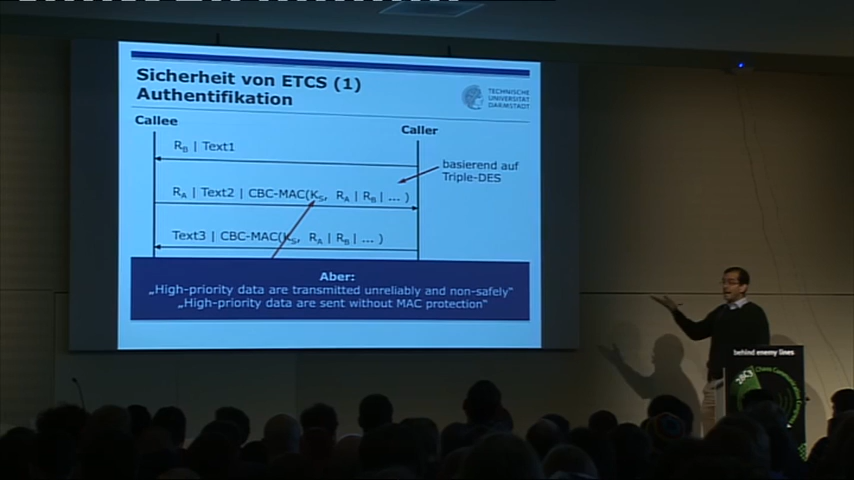 Sicherheit von ETCS (1)
Authentifikation
TECHNISCHE
UNIVERSITÄT
DARMSTADT
Callee
Caller
R_B | Text1
basierend auf
Triple-DES
R_A | Text2 | CBC-MAC(K_S, R_A | R_B | ... )
Text3 | CBC-MAC(K_S, R_A | R_B | ... )
Aber:
„High-priority data are transmitted unreliably and non-safely“
„High-priority data are sent without MAC protection“
behind enemy lines